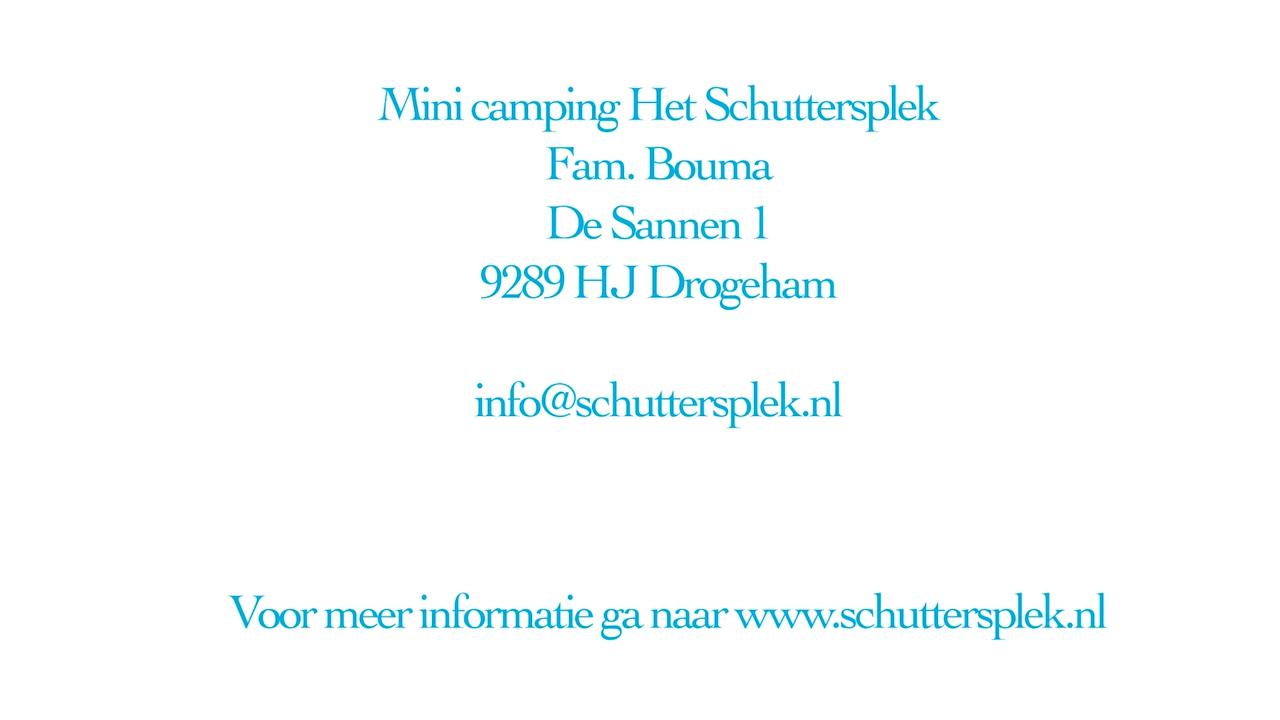 Mini camping Het Schuttersplek
Fam. Bouma
De Sannen 1
9289 HJ Drogeham
info@schuttersplek.nl
Voor meer informatie ga naar www.schuttersplek.nl